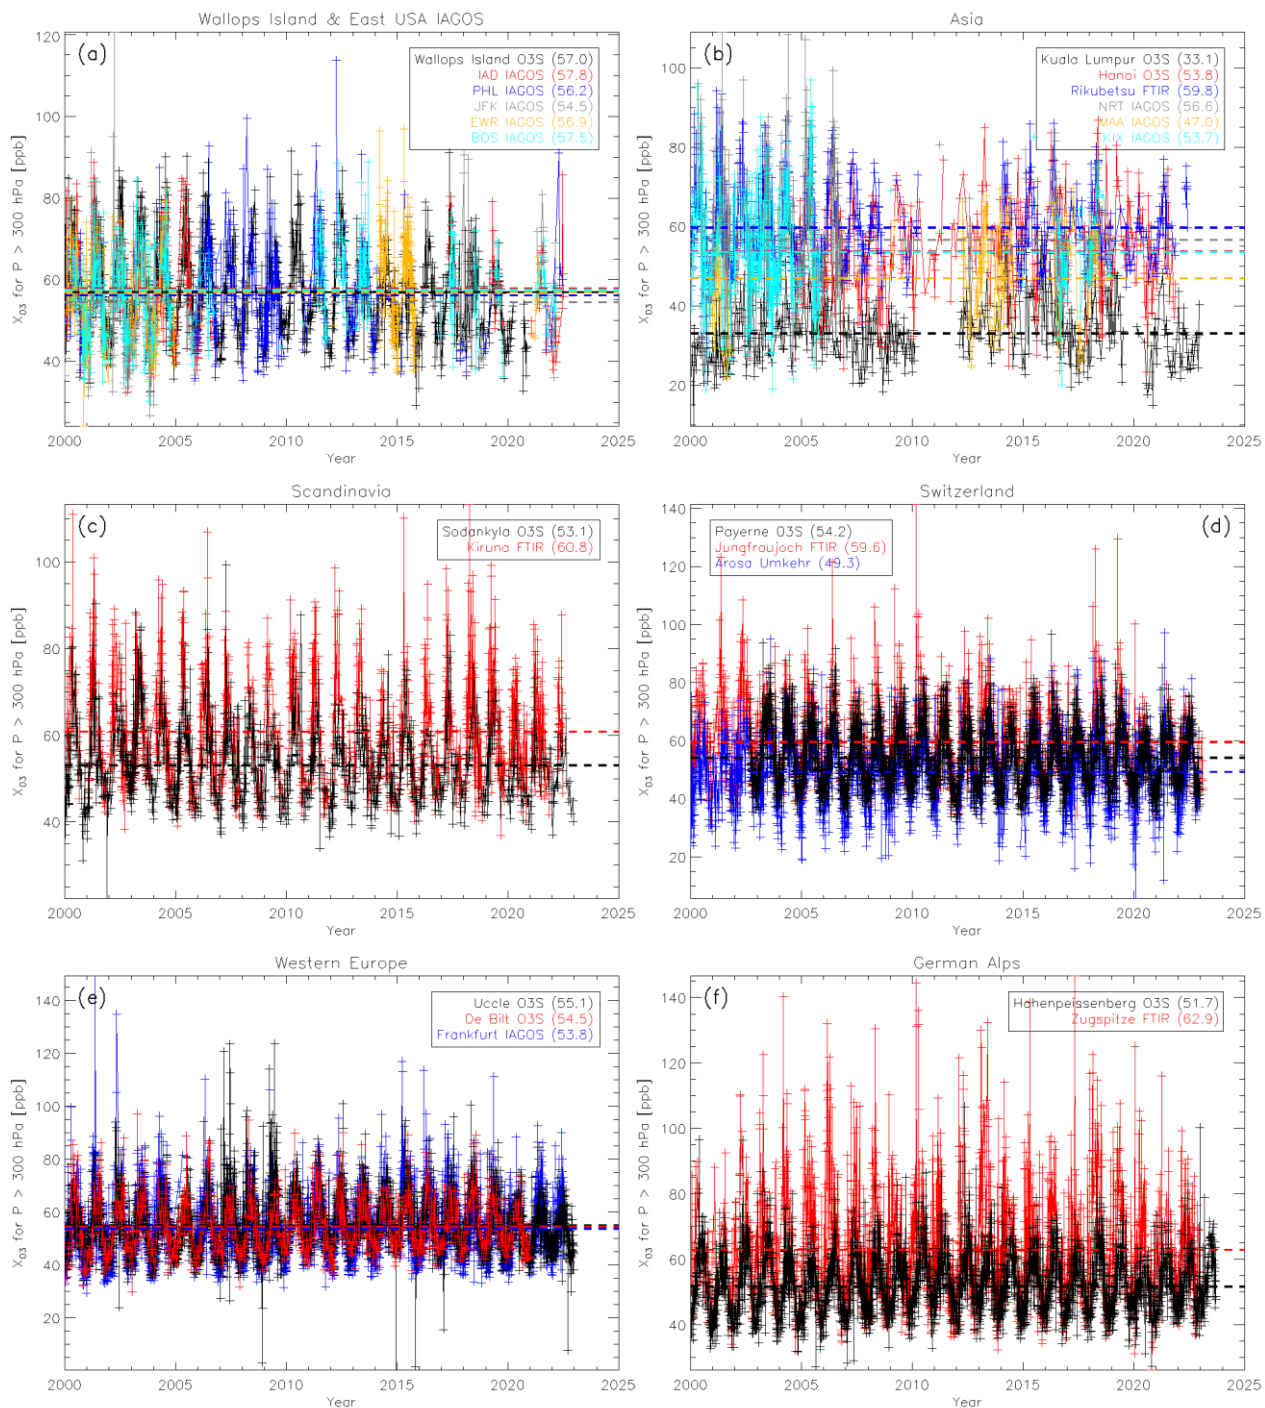 Wallops Island & East USA IAGOS
(a)
Wallops Island O3S (57.0)
IAD IAGOS (57.8)
PHL IAGOS (56.2)
JFK IAGOS (54.5)
EWR IAGOS (56.9)
BOS IAGOS (57.5)
X_O3 for P > 300 hPa [ppb]
120
100
80
60
40
2000 2005 2010 2015 2020 2025
Year
Asia
(b)
Kuala Lumpur O3S (33.1)
Hanoi O3S (53.8)
Rikubetsu FTIR (59.8)
NRT IAGOS (56.6)
MAA IAGOS (47.0)
KIX IAGOS (53.7)
X_O3 for P > 300 hPa [ppb]
100
80
60
40
20
2000 2005 2010 2015 2020 2025
Year
Scandinavia
(c)
Sodankyla O3S (53.1)
Kiruna FTIR (60.8)
X_O3 for P > 300 hPa [ppb]
100
80
60
40
2000 2005 2010 2015 2020 2025
Year
Switzerland
(d)
Payerne O3S (54.2)
Jungfraujoch FTIR (59.6)
Arosa Umkehr (49.3)
X_O3 for P > 300 hPa [ppb]
140
120
100
80
60
40
20
2000 2005 2010 2015 2020 2025
Year
Western Europe
(e)
Uccle O3S (55.1)
De Bilt O3S (54.5)
Frankfurt IAGOS (53.8)
X_O3 for P > 300 hPa [ppb]
140
120
100
80
60
40
20
2000 2005 2010 2015 2020 2025
Year
German Alps
(f)
Hohenpeissenberg O3S (51.7)
Zugspitze FTIR (62.9)
X_O3 for P > 300 hPa [ppb]
140
120
100
80
60
40
2000 2005 2010 2015 2020 2025
Year